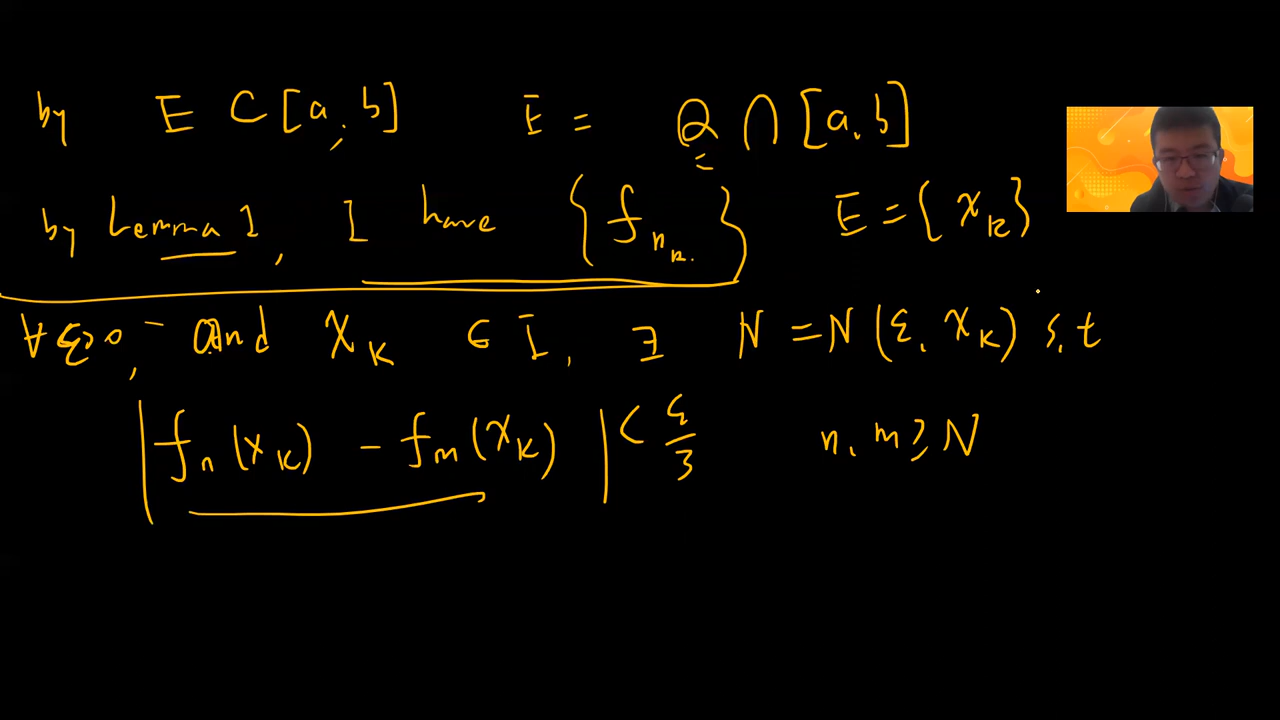 by E ⊂ [a, b] E = Q ∩ [a, b]
by Lemma 1, I have {f_{n_k}} E = {x_k}
∀ ε>0, and x_k ∈ I, ∃ N = N(ε, x_k) s.t
|f_n(x_k) - f_m(x_k)| < ε/3 n, m ≥ N